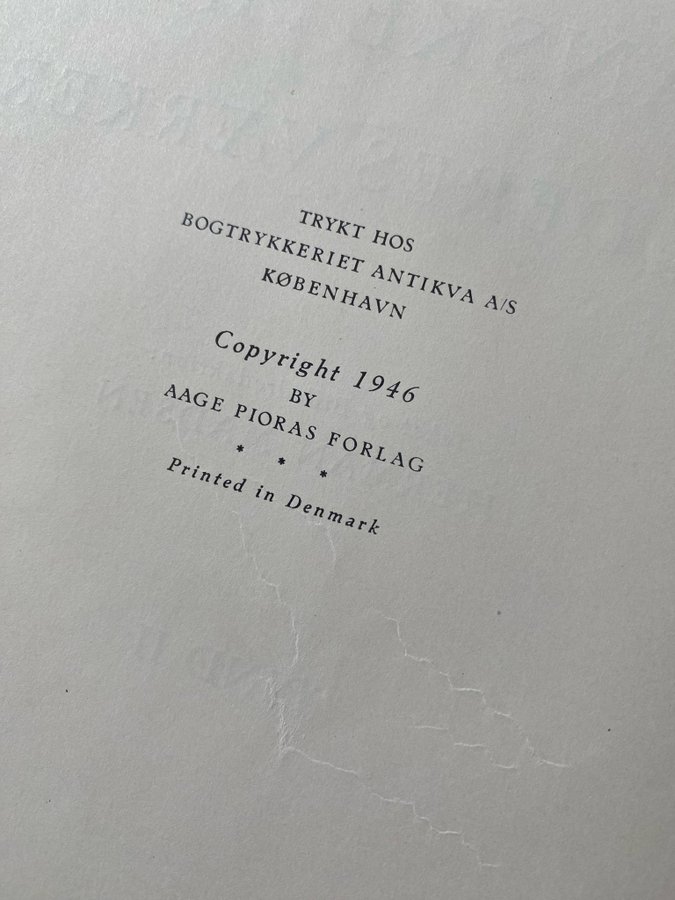 TRYKT HOS
BOGTRYKKERIET ANTIKVA A/S
KØBENHAVN
Copyright 1946
BY
AAGE PIORAS FORLAG
* * *
Printed in Denmark